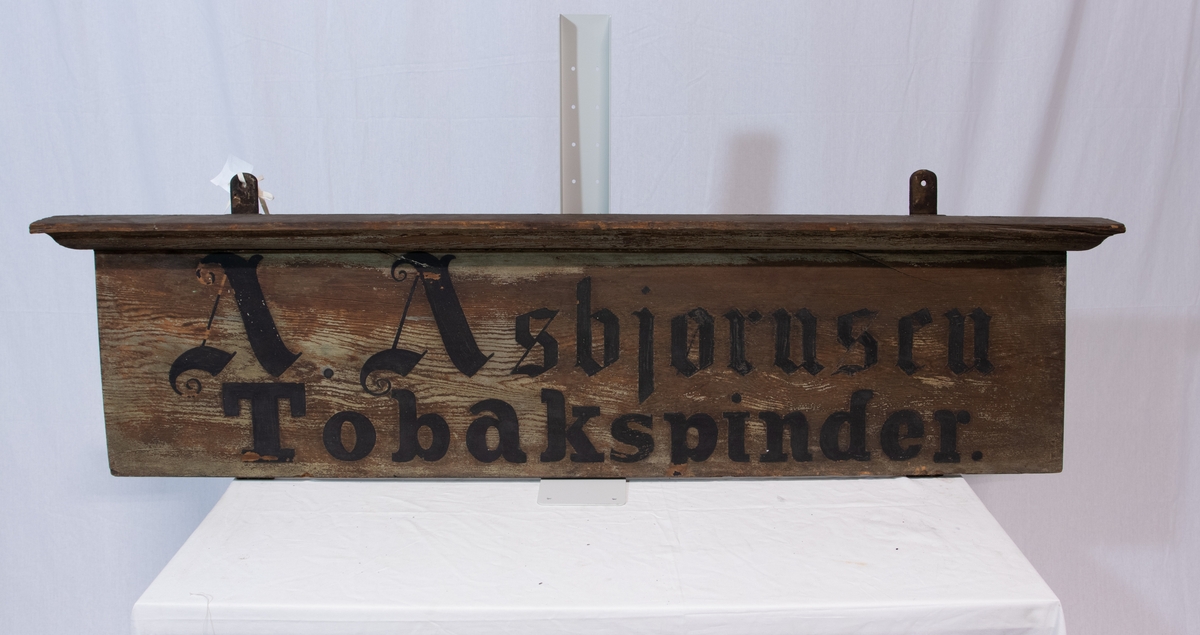 A. Asbjørnsen
Tobakspinder.